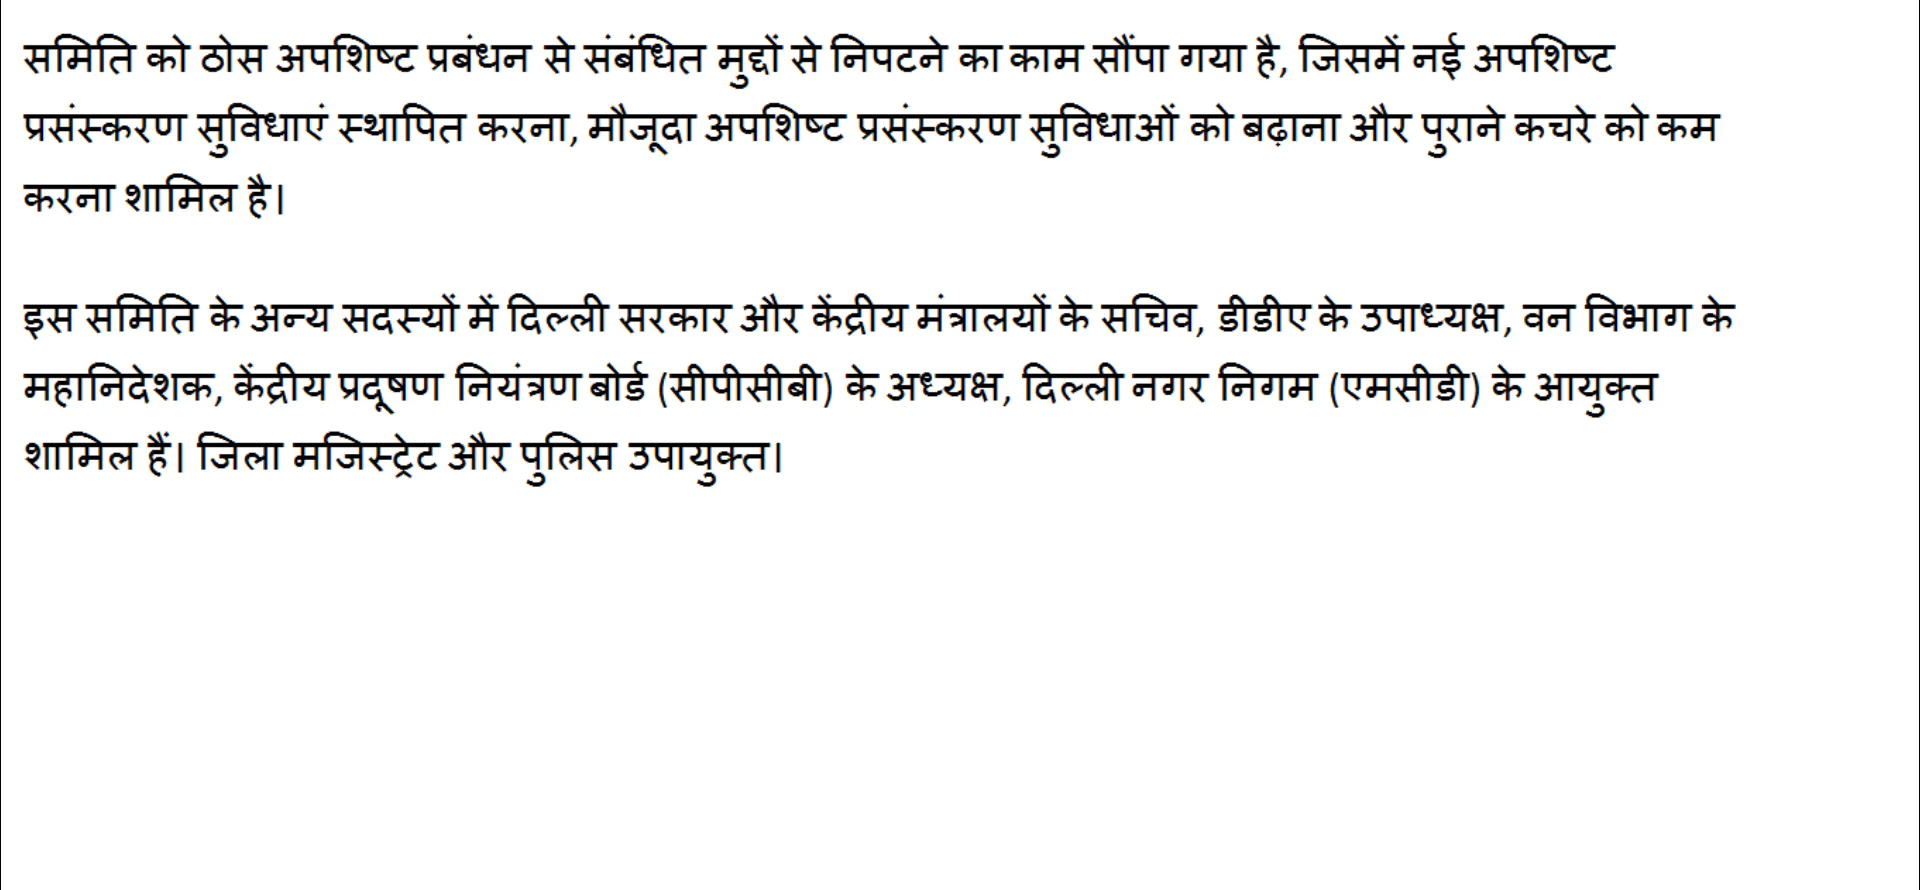 समिति को ठोस अपशिष्ट प्रबंधन से संबंधित मुद्दों से निपटने का काम सौंपा गया है, जिसमें नई अपशिष्ट
प्रसंस्करण सुविधाएं स्थापित करना, मौजूदा अपशिष्ट प्रसंस्करण सुविधाओं को बढ़ाना और पुराने कचरे को कम
करना शामिल है।
इस समिति के अन्य सदस्यों में दिल्ली सरकार और केंद्रीय मंत्रालयों के सचिव, डीडीए के उपाध्यक्ष, वन विभाग के
महानिदेशक, केंद्रीय प्रदूषण नियंत्रण बोर्ड (सीपीसीबी) के अध्यक्ष, दिल्ली नगर निगम (एमसीडी) के आयुक्त
शामिल हैं। जिला मजिस्ट्रेट और पुलिस उपायुक्त।